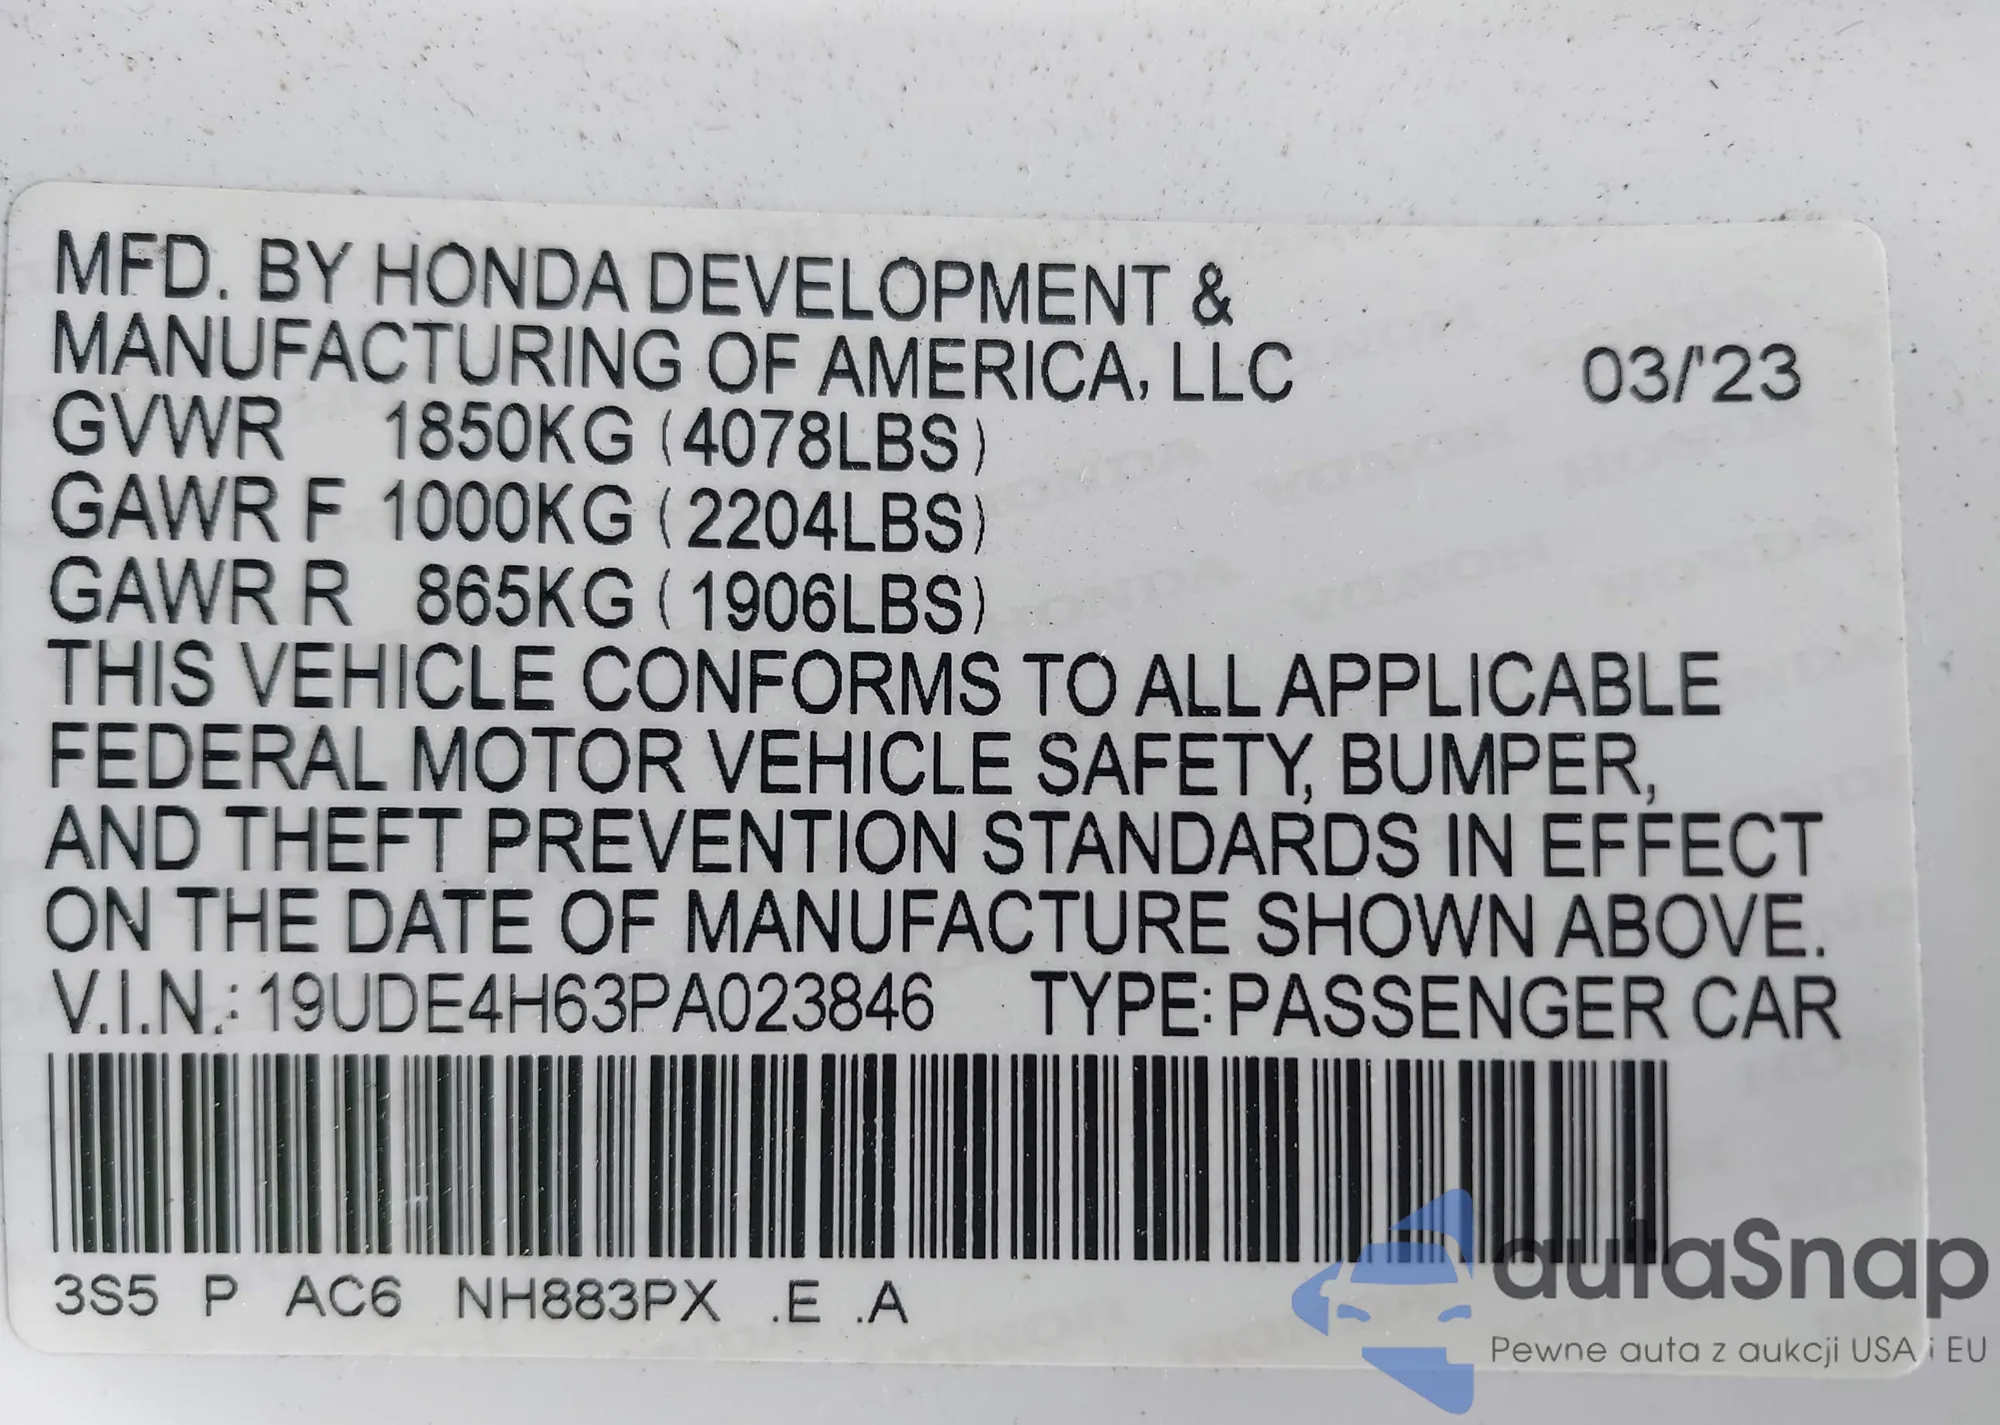 MFD. BY HONDA DEVELOPMENT &
MANUFACTURING OF AMERICA, LLC 03/'23
GVWR 1850KG (4078LBS)
GAWR F 1000KG (2204LBS)
GAWR R 865KG (1906LBS)
THIS VEHICLE CONFORMS TO ALL APPLICABLE
FEDERAL MOTOR VEHICLE SAFETY, BUMPER,
AND THEFT PREVENTION STANDARDS IN EFFECT
ON THE DATE OF MANUFACTURE SHOWN ABOVE.
V.I.N.: 19UDE4H63PA023846 TYPE: PASSENGER CAR
3S5 P AC6 NH883PX .E .A
autaSnap
Pewne auta z aukcji USA i EU